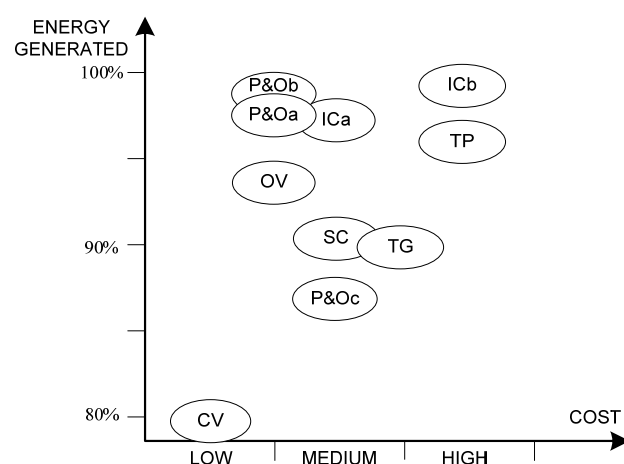 ENERGY
GENERATED
100%
P&Ob
ICb
P&Oa
ICa
TP
OV
SC
TG
90%
P&Oc
80%
CV
COST
LOW
MEDIUM
HIGH